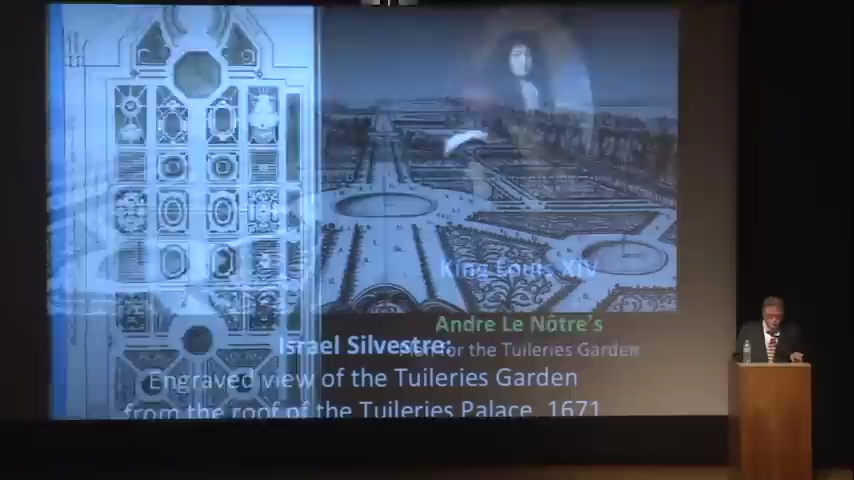 King Louis XIV
Andre Le Nôtre's
Plan for the Tuileries Garden
Israel Silvestre:
Engraved view of the Tuileries Garden
from the roof of the Tuileries Palace, 1671